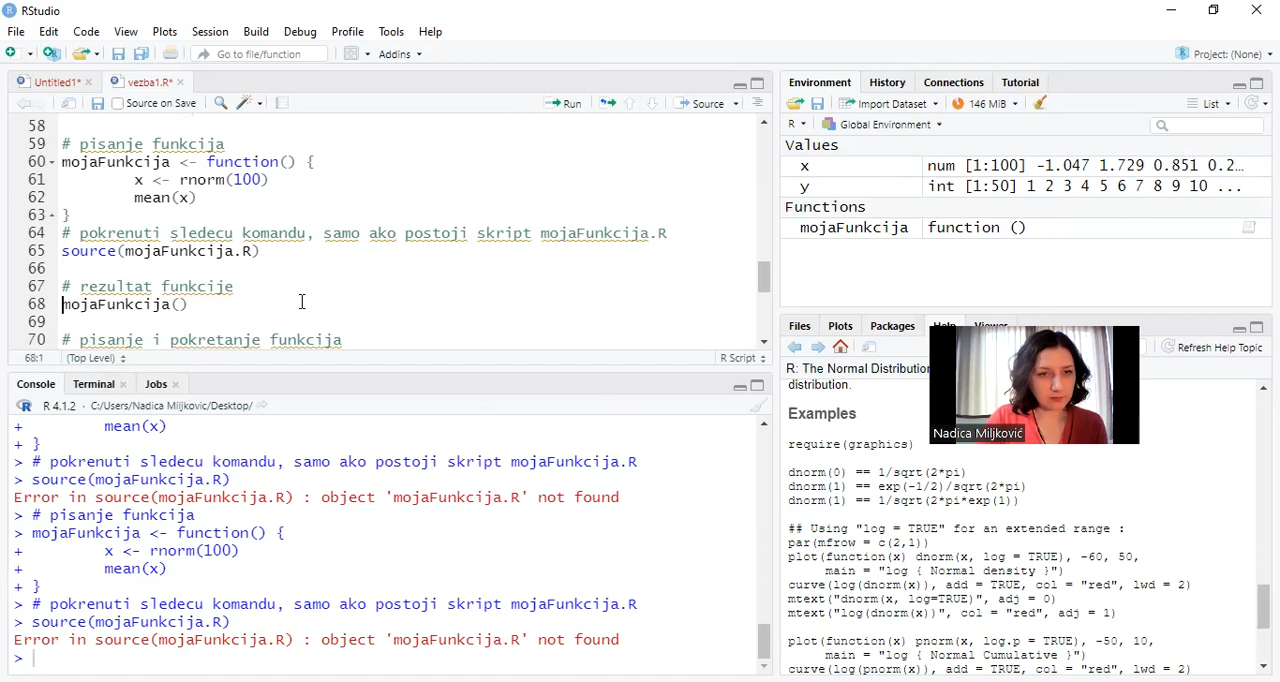 RStudio
File Edit Code View Plots Session Build Debug Profile Tools Help
Go to file/function Addins Project: (None)
Untitled1* vezba1.R*
Source on Save Run Source
58
59 # pisanje funkcija
60 mojaFunkcija <- function() {
61 x <- rnorm(100)
62 mean(x)
63 }
64 # pokrenuti sledecu komandu, samo ako postoji skript mojaFunkcija.R
65 source(mojaFunkcija.R)
66
67 # rezultat funkcije
68 mojaFunkcija()
69
70 # pisanje i pokretanje funkcija
68:1 (Top Level) R Script
Console Terminal Jobs
R 4.1.2 · C:/Users/Nadica Miljkovic/Desktop/
+ mean(x)
+ }
> # pokrenuti sledecu komandu, samo ako postoji skript mojaFunkcija.R
> source(mojaFunkcija.R)
Error in source(mojaFunkcija.R) : object 'mojaFunkcija.R' not found
> # pisanje funkcija
> mojaFunkcija <- function() {
+ x <- rnorm(100)
+ mean(x)
+ }
> # pokrenuti sledecu komandu, samo ako postoji skript mojaFunkcija.R
> source(mojaFunkcija.R)
Error in source(mojaFunkcija.R) : object 'mojaFunkcija.R' not found
>
Environment History Connections Tutorial
Import Dataset 146 MiB List
R Global Environment
Values
x num [1:100] -1.047 1.729 0.851 0.2…
y int [1:50] 1 2 3 4 5 6 7 8 9 10 ...
Functions
mojaFunkcija function ()
Files Plots Packages Help Viewer
Refresh Help Topic
R: The Normal Distribution
distribution.
Nadica Miljković
Examples
require(graphics)
dnorm(0) == 1/sqrt(2*pi)
dnorm(1) == exp(-1/2)/sqrt(2*pi)
dnorm(1) == 1/sqrt(2*pi*exp(1))
## Using "log = TRUE" for an extended range :
par(mfrow = c(2,1))
plot(function(x) dnorm(x, log = TRUE), -60, 50,
main = "log { Normal density }")
curve(log(dnorm(x)), add = TRUE, col = "red", lwd = 2)
mtext("dnorm(x, log=TRUE)", adj = 0)
mtext("log(dnorm(x))", col = "red", adj = 1)
plot(function(x) pnorm(x, log.p = TRUE), -50, 10,
main = "log { Normal Cumulative }")
curve(log(pnorm(x)), add = TRUE, col = "red", lwd = 2)